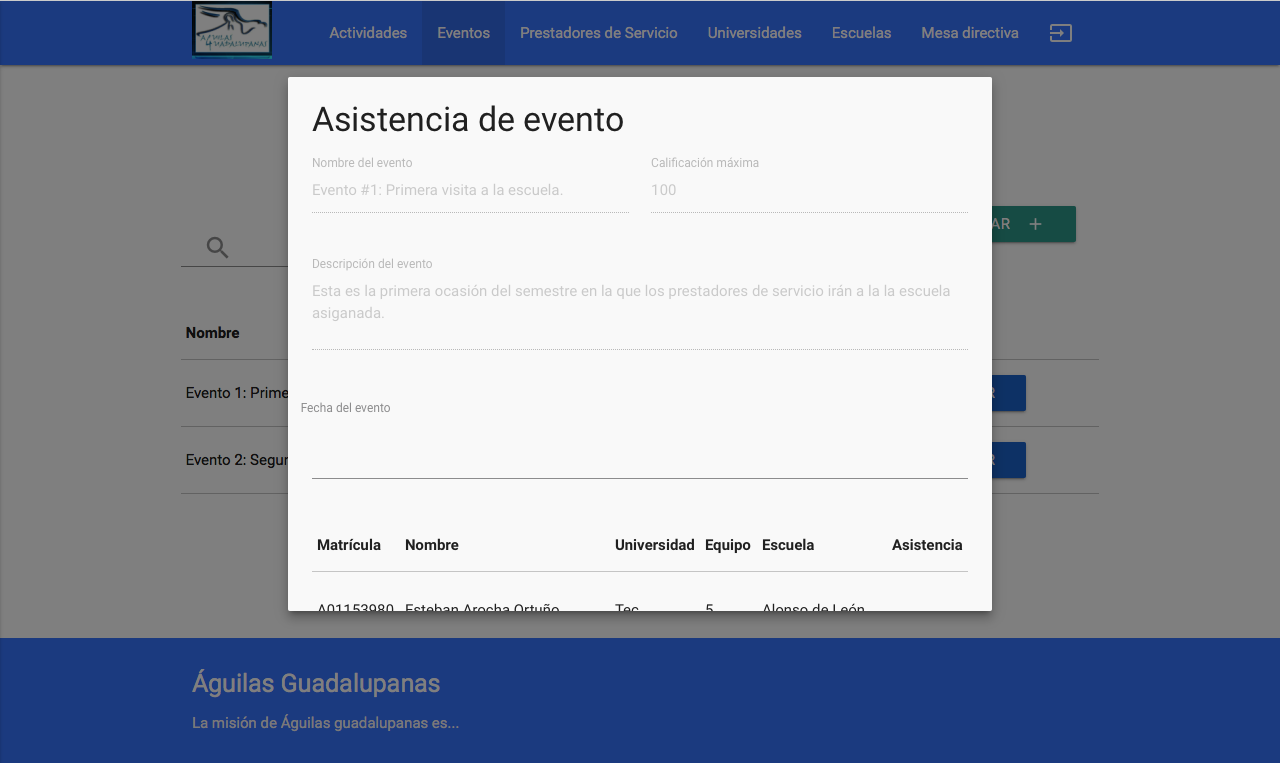 AGUILAS
GUADALUPANAS
Actividades Eventos Prestadores de Servicio Universidades Escuelas Mesa directiva
Asistencia de evento
Nombre del evento Calificación máxima
Evento #1: Primera visita a la escuela. 100
AR
Descripción del evento
Esta es la primera ocasión del semestre en la que los prestadores de servicio irán a la la escuela
asiganada.
Nombre
Evento 1: Prime
Fecha del evento
Evento 2: Segur
Matrícula Nombre Universidad Equipo Escuela Asistencia
A01153980 Esteban Arocha Ortuño Tec 5 Alonso de León
Águilas Guadalupanas
La misión de Águilas guadalupanas es...